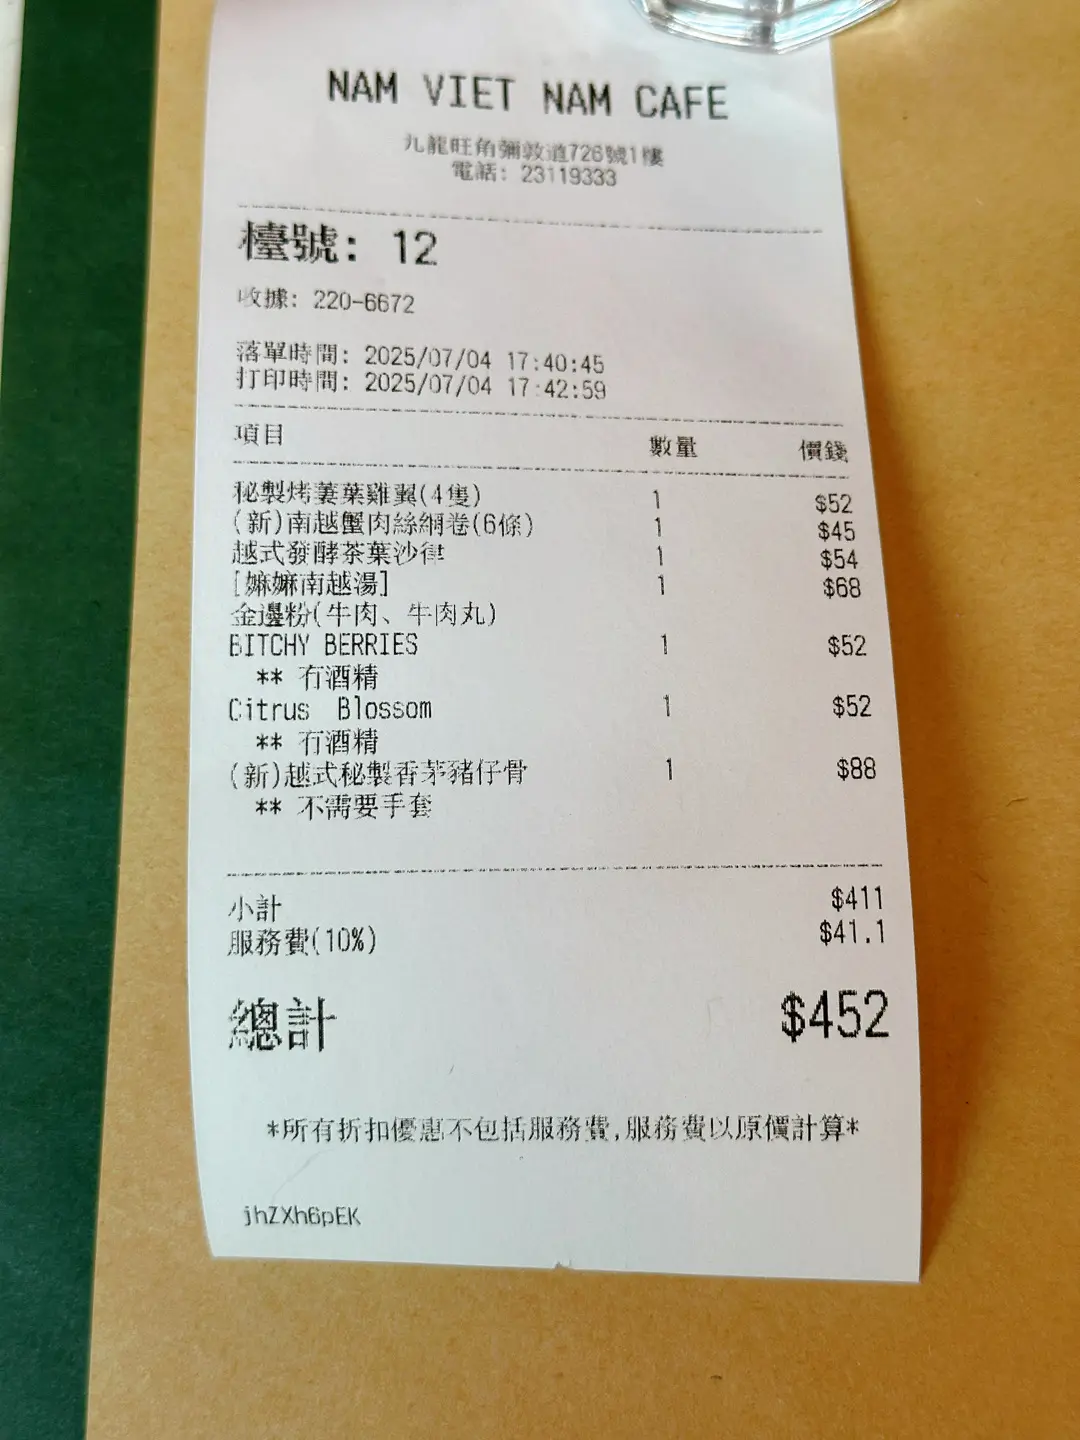 NAM VIET NAM CAFE
九龍旺角彌敦道726號1樓
電話: 23119333
檯號: 12
收據: 220-6672
落單時間: 2025/07/04 17:40:45
打印時間: 2025/07/04 17:42:59
項目 數量 價錢
秘製烤蔞葉雞翼(4隻) 1 $52
(新)南越蟹肉絲網卷(6條) 1 $45
越式發酵茶葉沙律 1 $54
[嫲嫲南越湯] 1 $68
金邊粉(牛肉、牛肉丸)
BITCHY BERRIES 1 $52
** 冇酒精
Citrus Blossom 1 $52
** 冇酒精
(新)越式秘製香茅豬仔骨 1 $88
** 不需要手套
小計 $411
服務費(10%) $41.1
總計 $452
*所有折扣優惠不包括服務費,服務費以原價計算*
jhZXh6pEK